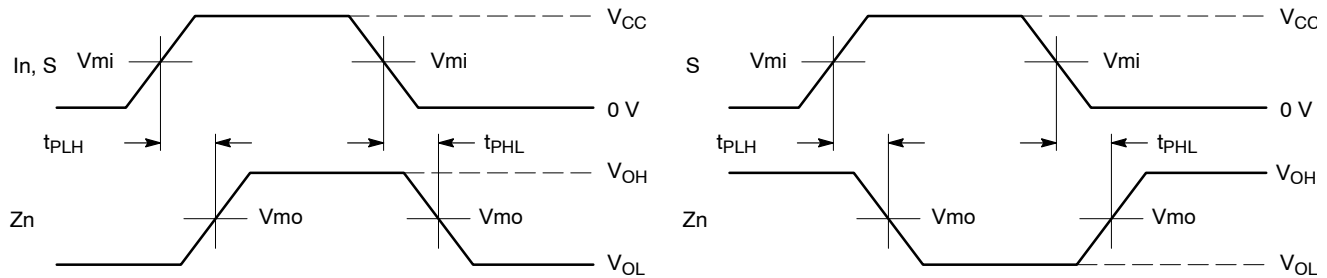 In, S
Vmi
Vmi
VCC
0 V
tPLH
tPHL
Zn
Vmo
Vmo
VOH
VOL
S
Vmi
Vmi
VCC
0 V
tPLH
tPHL
Zn
Vmo
Vmo
VOH
VOL